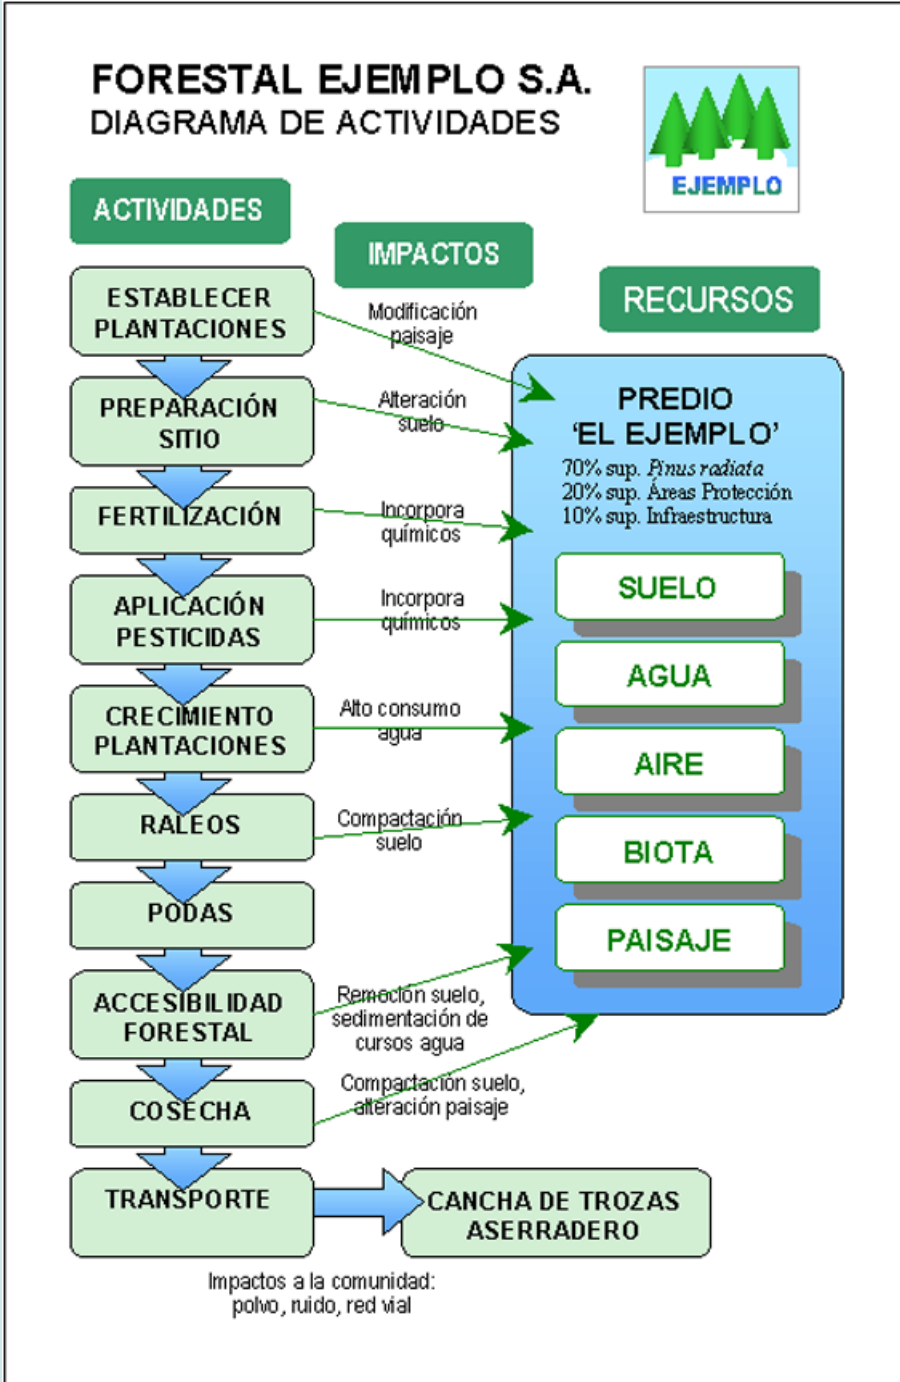 FORESTAL EJEMPLO S.A.
DIAGRAMA DE ACTIVIDADES
EJEMPLO
ACTIVIDADES
IMPACTOS
RECURSOS
ESTABLECER
PLANTACIONES
Modificación
paisaje
PREPARACIÓN
SITIO
Alteración
suelo
FERTILIZACIÓN
Incorpora
químicos
APLICACIÓN
PESTICIDAS
Incorpora
químicos
CRECIMIENTO
PLANTACIONES
Alto consumo
agua
RALEOS
Compactación
suelo
PODAS
ACCESIBILIDAD
FORESTAL
Remoción suelo,
sedimentación de
cursos agua
COSECHA
Compactación suelo,
alteración paisaje
TRANSPORTE
CANCHA DE TROZAS
ASERRADERO
Impactos a la comunidad:
polvo, ruido, red vial
PREDIO
‘EL EJEMPLO’
70% sup. Pinus radiata
20% sup. Áreas Protección
10% sup. Infraestructura
SUELO
AGUA
AIRE
BIOTA
PAISAJE